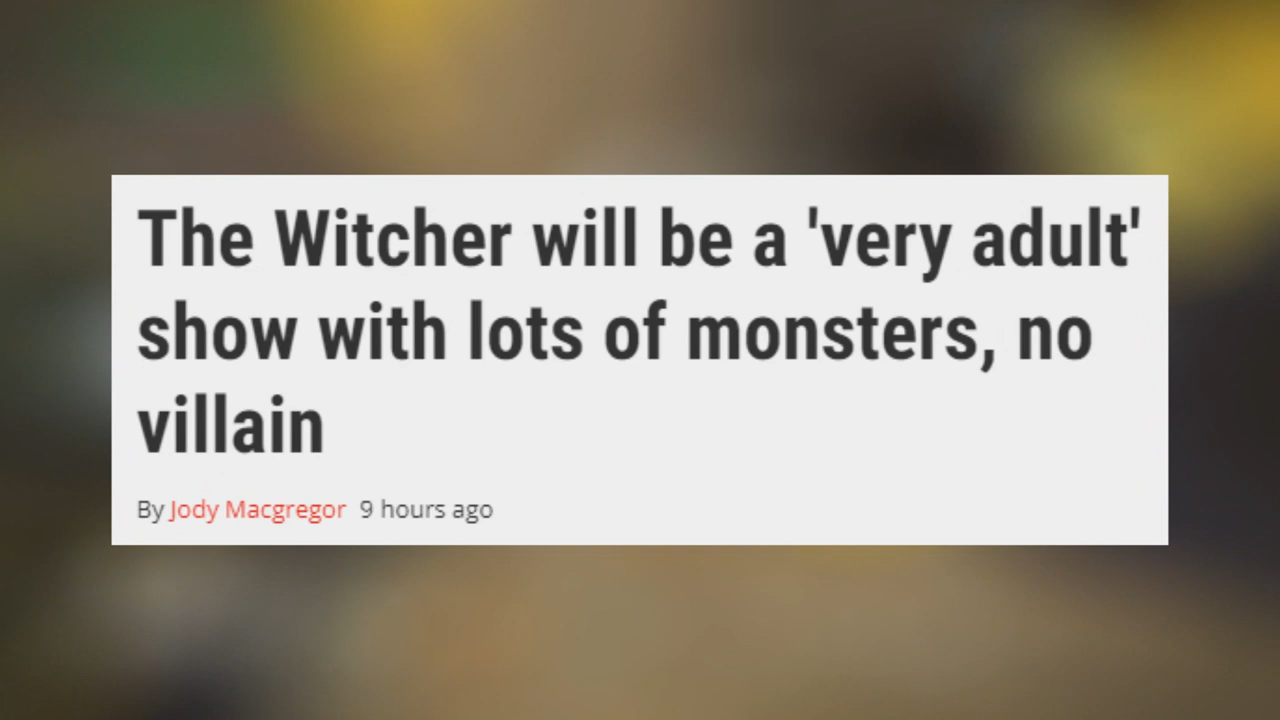 The Witcher will be a 'very adult'
show with lots of monsters, no
villain
By Jody Macgregor 9 hours ago